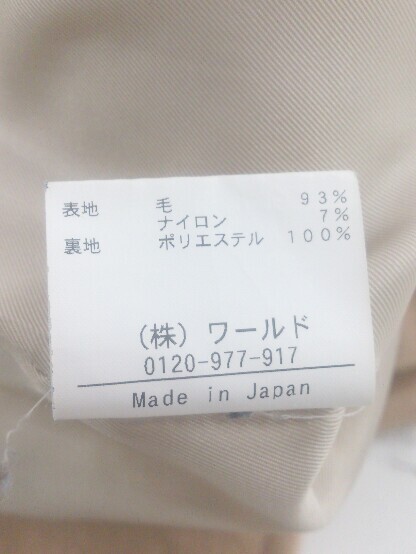 表地 毛 93%
ナイロン 7%
裏地 ポリエステル 100%
(株) ワールド
0120-977-917
Made in Japan